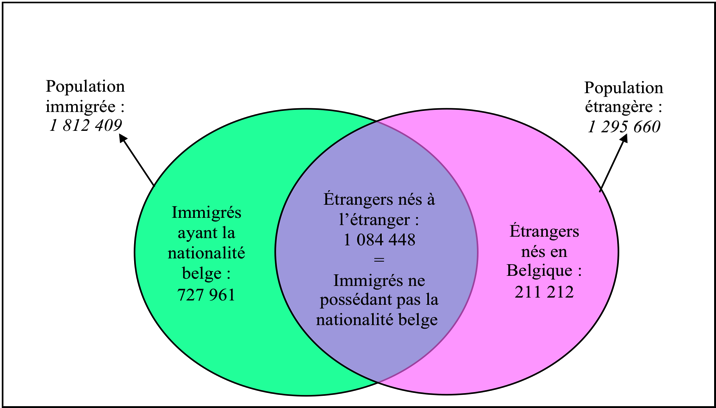 Population
immigrée :
1 812 409
Population
étrangère :
1 295 660
Immigrés
ayant la
nationalité
belge :
727 961
Étrangers nés à
l’étranger :
1 084 448
=
Immigrés ne
possédant pas la
nationalité belge
Étrangers
nés en
Belgique :
211 212